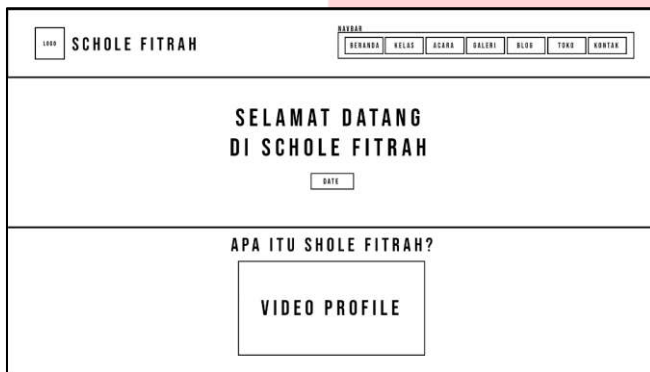 LOGO SCHOLE FITRAH
NAVBAR
BERANDA KELAS ACARA GALERI BLOG TOKO KONTAK
SELAMAT DATANG
DI SCHOLE FITRAH
DATE
APA ITU SHOLE FITRAH?
VIDEO PROFILE